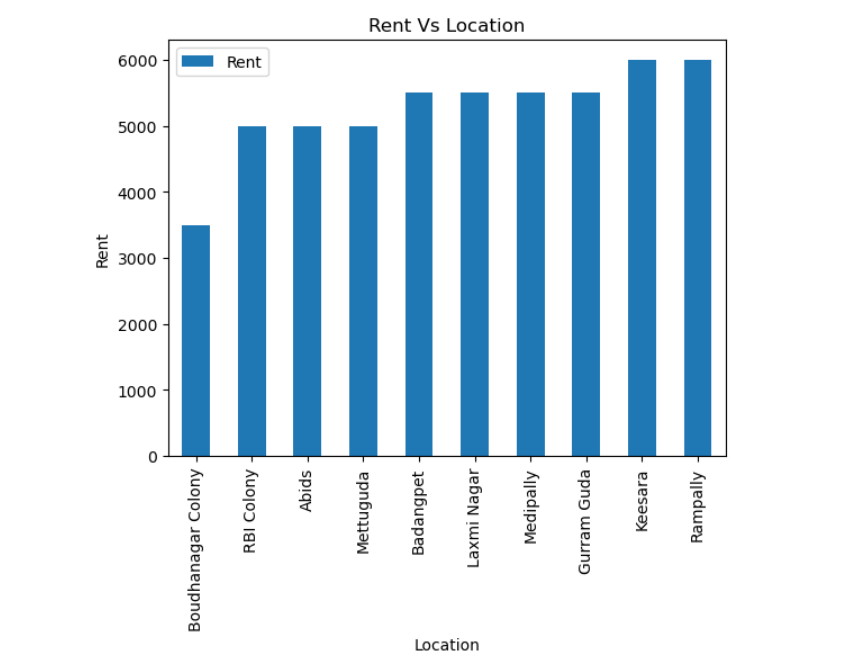 Rent Vs Location
Rent
6000
5000
4000
3000
2000
1000
0
Rent
Boudhanagar Colony
RBI Colony
Abids
Mettuguda
Badangpet
Laxmi Nagar
Medipally
Gurram Guda
Keesara
Rampally
Location